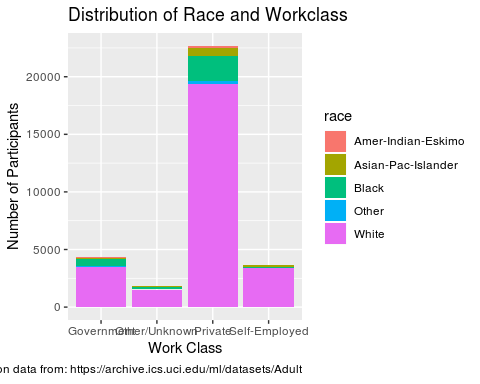 Distribution of Race and Workclass
Number of Participants
20000
15000
10000
5000
0
Government Other/Unknown Private Self-Employed
Work Class
race
Amer-Indian-Eskimo
Asian-Pac-Islander
Black
Other
White
on data from: https://archive.ics.uci.edu/ml/datasets/Adult